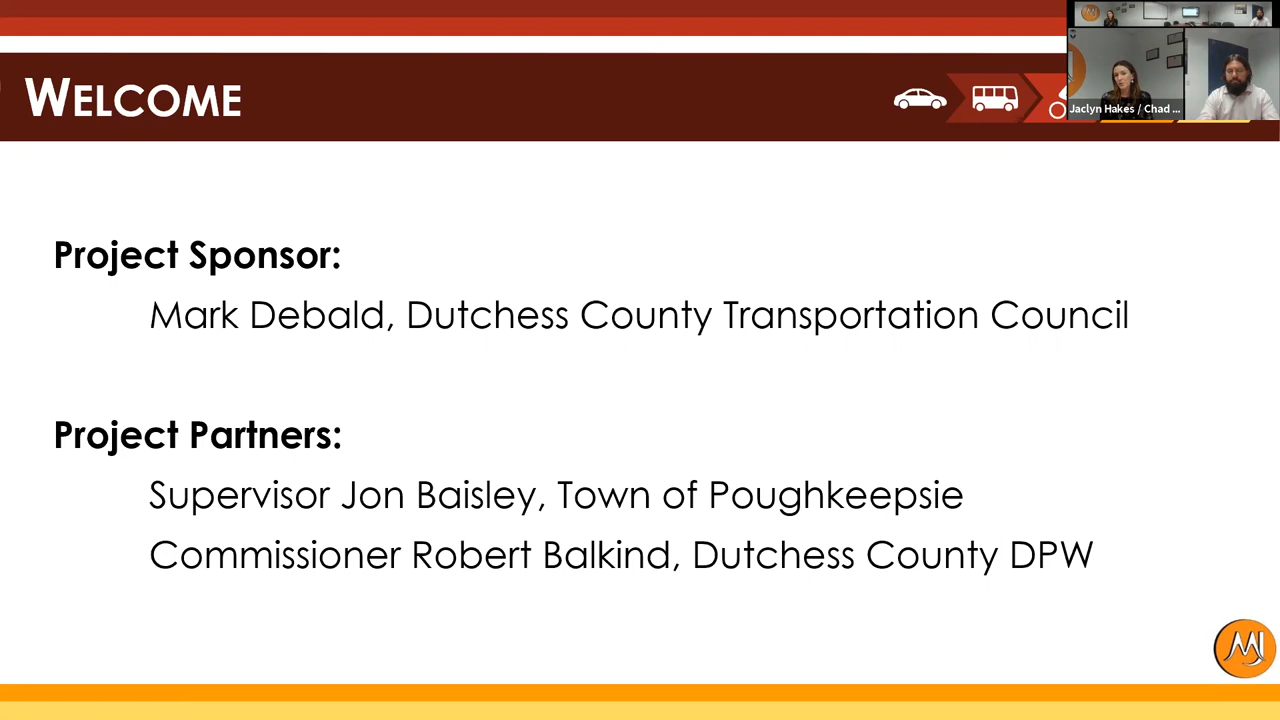 WELCOME
Jaclyn Hakes / Chad ...
Project Sponsor:
Mark Debald, Dutchess County Transportation Council
Project Partners:
Supervisor Jon Baisley, Town of Poughkeepsie
Commissioner Robert Balkind, Dutchess County DPW
MJ